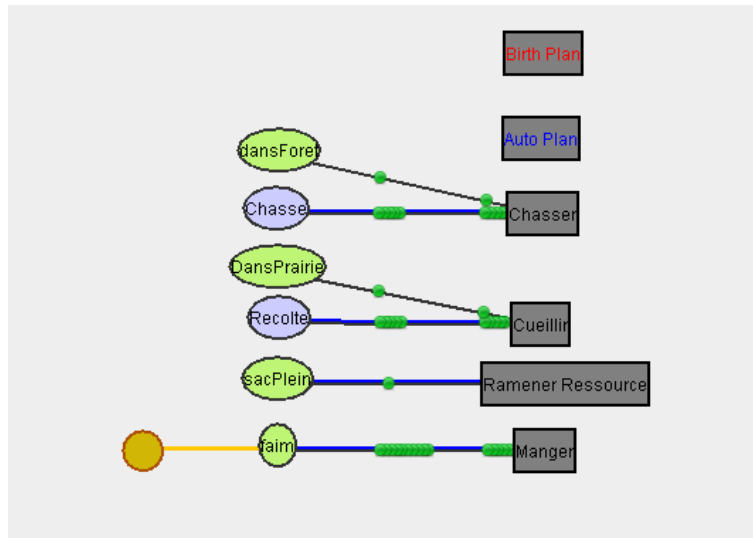 Birth Plan
Auto Plan
dansForet
Chasse
Chasser
DansPrairie
Recolte
Cueillir
sacPlein
Ramener Ressource
faim
Manger